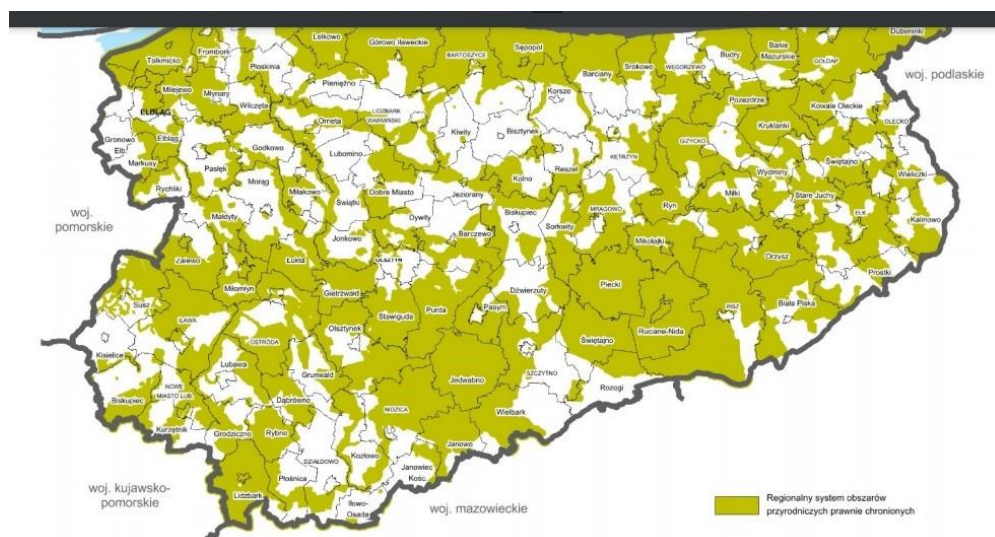 Dubeninki
Lelkowo
Górowo Iławeckie
BARTOSZYCE
Sępopol
Banie
Mazurskie
GOŁDAP
Frombork
Tolkmicko
Płoskinia
Srokowo
WĘGORZEWO
Budry
Barciany
woj. podlaskie
Milejewo
Młynary
Pieniężno
Korsze
Wilczęta
LIDZBARK
WARMIŃSKI
Pozezdrze
Kowale Oleckie
ELBLĄG
Orneta
Kruklanki
OLECKO
Gronowo
Elb.
Elbląg
Godkowo
Kiwity
Bisztynek
GIŻYCKO
Lubomino
KĘTRZYN
Świętajno
Markusy
Pasłęk
Reszel
Wydminy
Wieliczki
Rychliki
Morąg
Miłakowo
Dobre Miasto
Jeziorany
Kolno
Miłki
Stare Juchy
Świątki
Ryn
woj.
pomorskie
Małdyty
Dywity
Biskupiec
MRĄGOWO
EŁK
Kalinowo
Jonkowo
Barczewo
Sorkwity
Mikołajki
Zalewo
Łukta
OLSZTYN
Orzysz
Prostki
Miłomłyn
Gietrzwałd
Dźwierzuty
Piecki
Susz
Stawiguda
Purda
Pasym
PISZ
Biała Piska
IŁAWA
Olsztynek
Ruciane-Nida
OSTRÓDA
Świętajno
Kisielice
Lubawa
Grunwald
SZCZYTNO
NOWE
MIASTO LUB.
Jedwabno
Rozogi
Biskupiec
Dąbrówno
NIDZICA
Wielbark
Kurzętnik
Grodziczno
Rybno
Janowo
DZIAŁDOWO
Kozłowo
Płośnica
Janowiec
Kośc.
woj. kujawsko-
pomorskie
Lidzbark
Iłowo-
Osada
woj. mazowieckie
Regionalny system obszarów
przyrodniczych prawnie chronionych